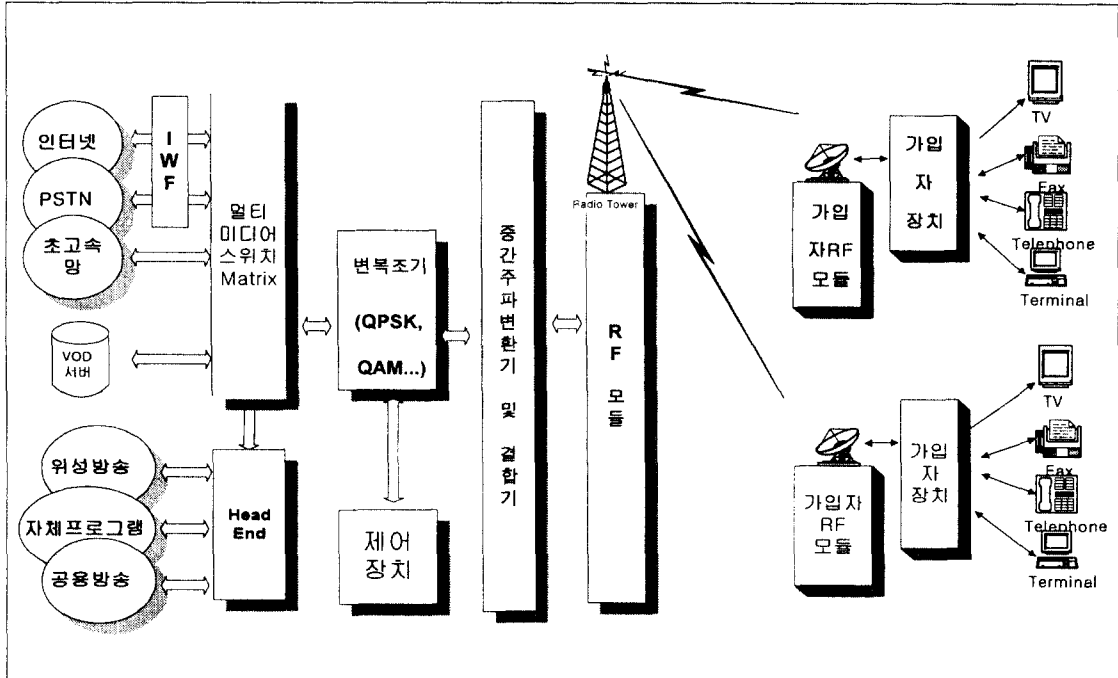 인터넷
PSTN
초고속
망
I
W
F
VOD
서버
위성방송
자체프로그램
공용방송
멀티
미디어
스위치
Matrix
Head
End
변복조기
(QPSK,
QAM...)
제어
장치
중
간
주
파
변
환
기
및
결
합
기
Radio Tower
R
F
모
듈
가입
자RF
모듈
가입
자
장치
TV
Fax
Telephone
Terminal
가입자
RF
모듈
가입
자
장치
TV
Fax
Telephone
Terminal